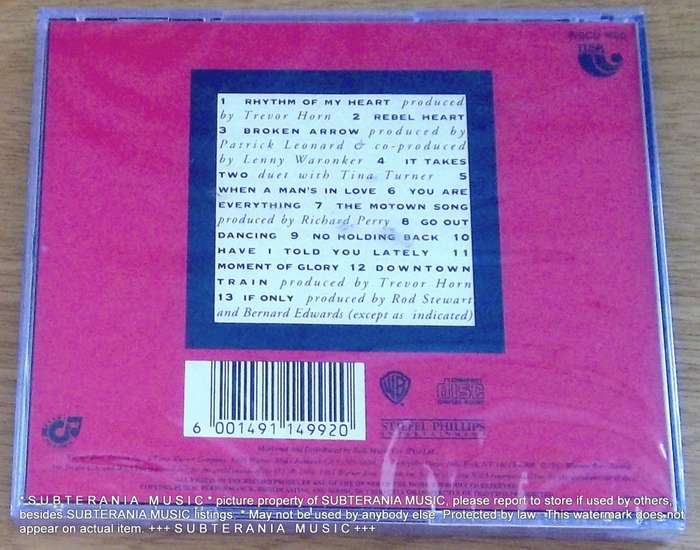 TUSK
1 RHYTHM OF MY HEART produced
by Trevor Horn 2 REBEL HEART
3 BROKEN ARROW produced by
Patrick Leonard & co-produced
by Lenny Waronker 4 IT TAKES
TWO duet with Tina Turner 5
WHEN A MAN'S IN LOVE 6 YOU ARE
EVERYTHING 7 THE MOTOWN SONG
produced by Richard Perry 8 GO OUT
DANCING 9 NO HOLDING BACK 10
HAVE I TOLD YOU LATELY 11
MOMENT OF GLORY 12 DOWNTOWN
TRAIN produced by Trevor Horn
13 IF ONLY produced by Rod Stewart
and Bernard Edwards (except as indicated)
6 001491 149920
COMPACT
disc
DIGITAL AUDIO
STIEFEL PHILLIPS
ENTERTAINMENT
* S U B T E R A N I A M U S I C * picture property of SUBTERANIA MUSIC, please report to store if used by others,
besides SUBTERANIA MUSIC listings. * May not be used by anybody else. Protected by law. This watermark does not
appear on actual item. +++ S U B T E R A N I A M U S I C +++